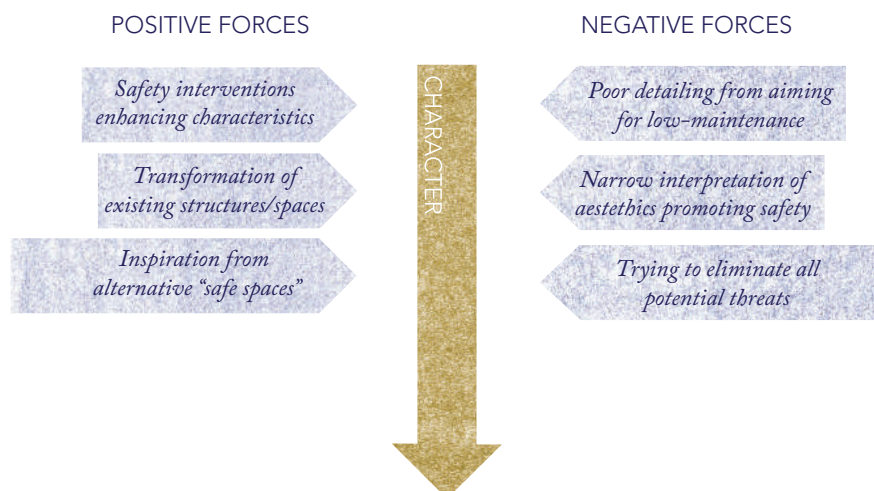 POSITIVE FORCES
Safety interventions
enhancing characteristics
Transformation of
existing structures/spaces
Inspiration from
alternative “safe spaces”
CHARACTER
NEGATIVE FORCES
Poor detailing from aiming
for low-maintenance
Narrow interpretation of
aestethics promoting safety
Trying to eliminate all
potential threats